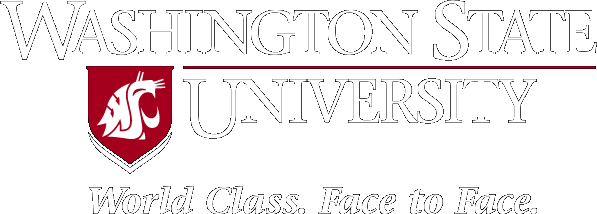 WASHINGTON STATE
UNIVERSITY
World Class. Face to Face.